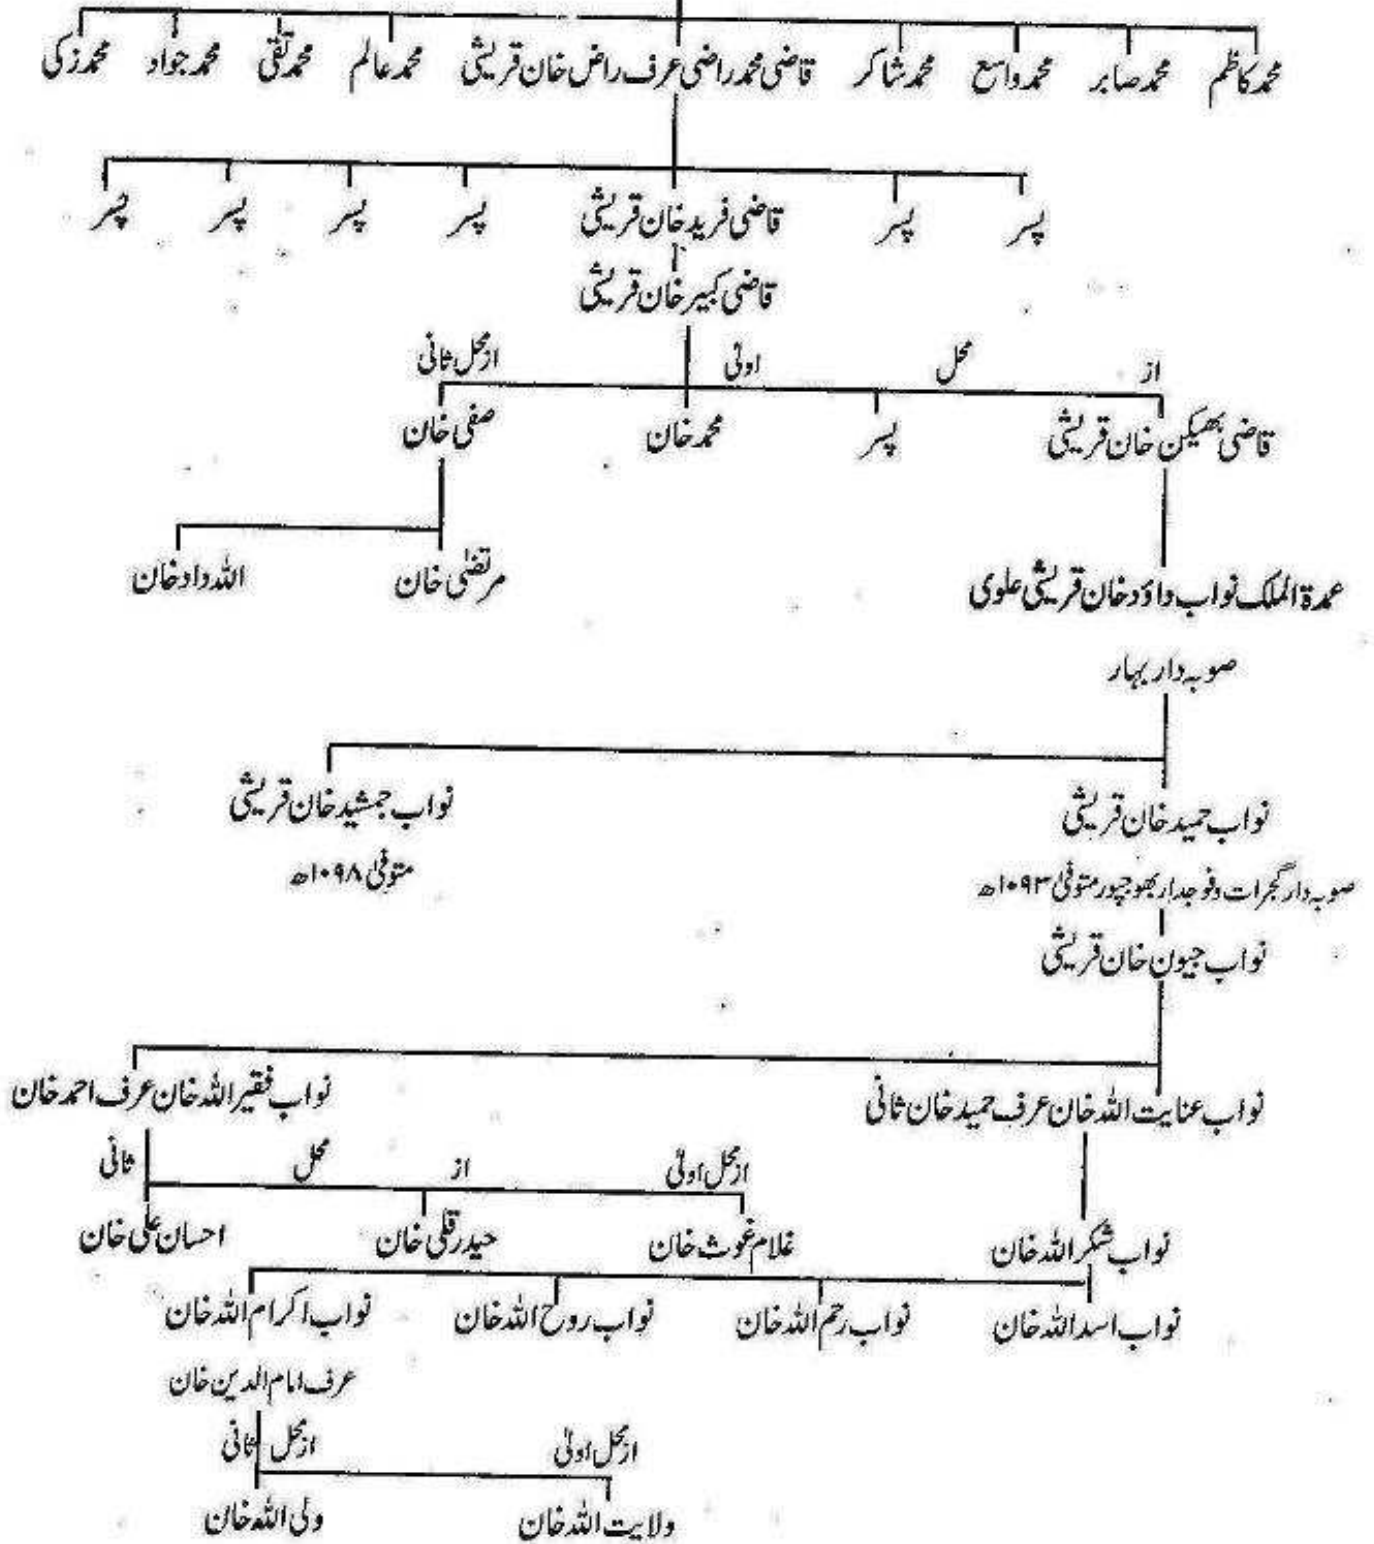 محمد کاظم محمد صابر محمد واسع محمد شاکر قاضی محمد راضی عرف راض خان قریشی محمد عالم محمد تقی محمد جواد محمد زکی
پسر پسر قاضی فرید خان قریشی پسر پسر پسر پسر
قاضی کبیر خان قریشی
از محل اولیٰ از محل ثانی
قاضی بھیکن خان قریشی پسر محمد خان صفی خان
عمدۃ الملک نواب داؤد خان قریشی علوی مرتضٰی خان اللہ داد خان
صوبہ دار بہار
نواب حمید خان قریشی نواب جمشید خان قریشی
صوبہ دار گجرات وفوجدار بھوجپور متوفیٰ ۱۰۹۳ھ متوفیٰ ۱۰۹۸ھ
نواب جیون خان قریشی
نواب عنایت اللہ خان عرف حمید خان ثانی نواب فقیر اللہ خان عرف احمد خان
از محل اولیٰ از محل ثانی
نواب شکر اللہ خان غلام غوث خان حیدر قلی خان احسان علی خان
نواب اسد اللہ خان نواب رحم اللہ خان نواب روح اللہ خان نواب اکرام اللہ خان
عرف امام الدین خان
از محل اولیٰ از محل ثانی
ولایت اللہ خان ولی اللہ خان